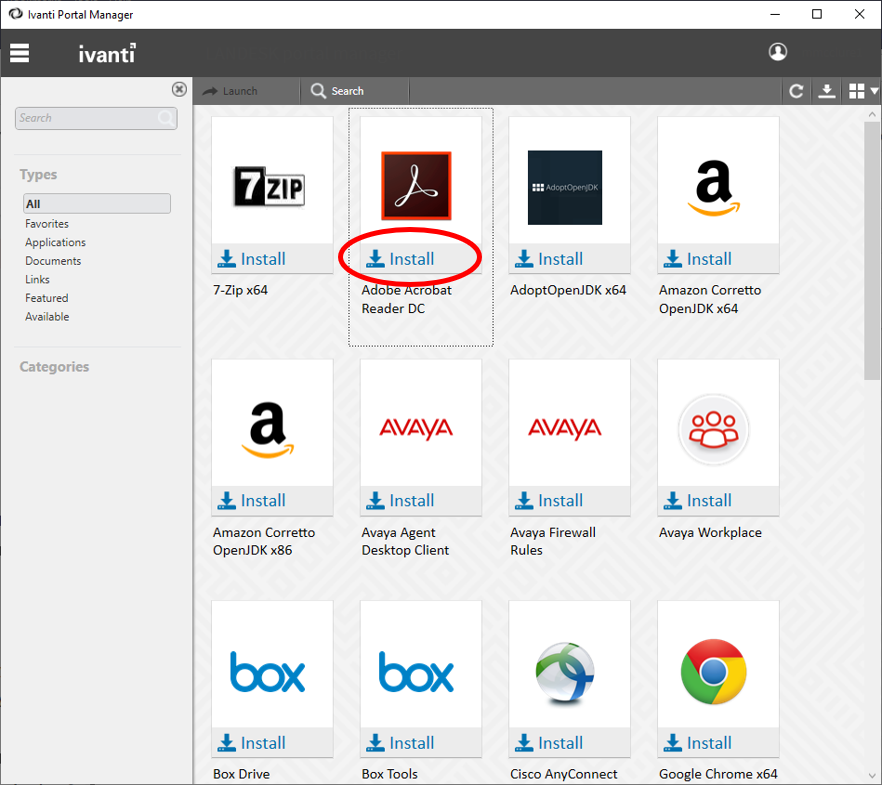 Ivanti Portal Manager
ivanti
Launch
Search
Search
Types
All
Favorites
Applications
Documents
Links
Featured
Available
Categories
7ZIP
AdoptOpenJDK
a
Install
Install
Install
Install
7-Zip x64
Adobe Acrobat
Reader DC
AdoptOpenJDK x64
Amazon Corretto
OpenJDK x64
a
AVAYA
AVAYA
Install
Install
Install
Install
Amazon Corretto
OpenJDK x86
Avaya Agent
Desktop Client
Avaya Firewall
Rules
Avaya Workplace
box
box
Install
Install
Install
Install
Box Drive
Box Tools
Cisco AnyConnect
Google Chrome x64